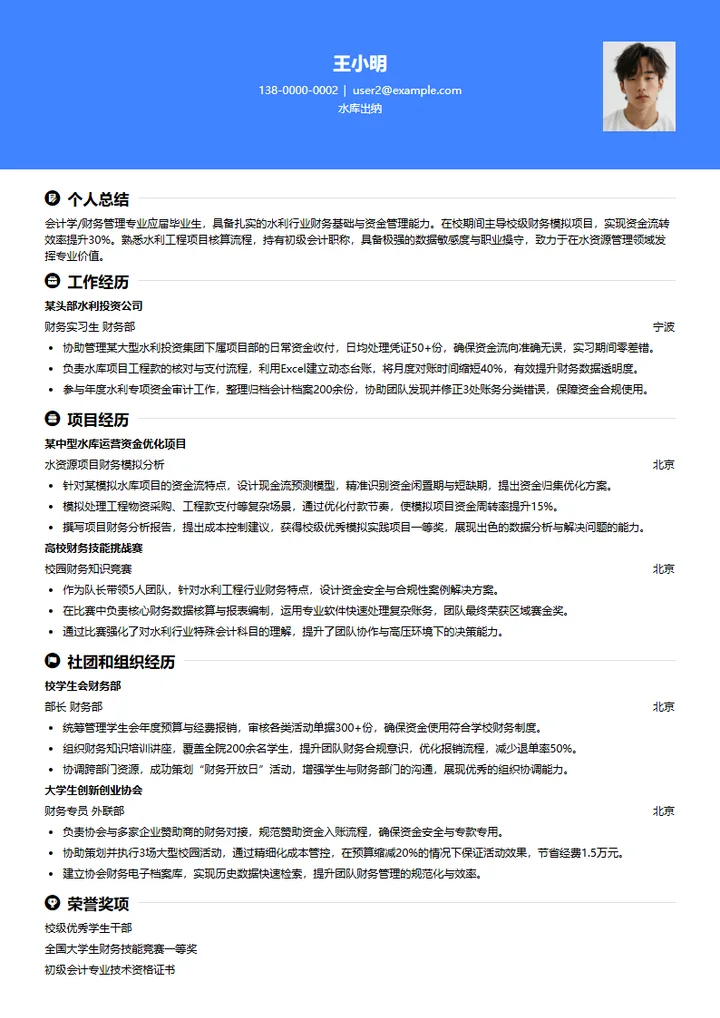 王小明
138-0000-0002 | user2@example.com
水库出纳
个人总结
会计学/财务管理专业应届毕业生，具备扎实的水利行业财务基础与资金管理能力。在校期间主导校级财务模拟项目，实现资金流转
效率提升30%。熟悉水利工程项目核算流程，持有初级会计职称，具备极强的数据敏感度与职业操守，致力于在水资源管理领域发
挥专业价值。
工作经历
某头部水利投资公司
财务实习生 财务部 宁波
• 协助管理某大型水利投资集团下属项目部的日常资金收付，日均处理凭证50+份，确保资金流向准确无误，实习期间零差错。
• 负责水库项目工程款的核对与支付流程，利用Excel建立动态台账，将月度对账时间缩短40%，有效提升财务数据透明度。
• 参与年度水利专项资金审计工作，整理归档会计档案200余份，协助团队发现并修正3处账务分类错误，保障资金合规使用。
项目经历
某中型水库运营资金优化项目
水资源项目财务模拟分析 北京
• 针对某模拟水库项目的资金流特点，设计现金流预测模型，精准识别资金闲置期与短缺期，提出资金归集优化方案。
• 模拟处理工程物资采购、工程款支付等复杂场景，通过优化付款节奏，使模拟项目资金周转率提升15%。
• 撰写项目财务分析报告，提出成本控制建议，获得校级优秀模拟实践项目一等奖，展现出色的数据分析与解决问题的能力。
高校财务技能挑战赛
校园财务知识竞赛 北京
• 作为队长带领5人团队，针对水利工程行业财务特点，设计资金安全与合规性案例解决方案。
• 在比赛中负责核心财务数据核算与报表编制，运用专业软件快速处理复杂账务，团队最终荣获区域赛金奖。
• 通过比赛强化了对水利行业特殊会计科目的理解，提升了团队协作与高压环境下的决策能力。
社团和组织经历
校学生会财务部
部长 财务部 北京
• 统筹管理学生会年度预算与经费报销，审核各类活动单据300+份，确保资金使用符合学校财务制度。
• 组织财务知识培训讲座，覆盖全院200余名学生，提升团队财务合规意识，优化报销流程，减少退单率50%。
• 协调跨部门资源，成功策划“财务开放日”活动，增强学生与财务部门的沟通，展现优秀的组织协调能力。
大学生创新创业协会
财务专员 外联部 北京
• 负责协会与多家企业赞助商的财务对接，规范赞助资金入账流程，确保资金安全与专款专用。
• 协助策划并执行3场大型校园活动，通过精细化成本管控，在预算缩减20%的情况下保证活动效果，节省经费1.5万元。
• 建立协会财务电子档案库，实现历史数据快速检索，提升团队财务管理的规范化与效率。
荣誉奖项
校级优秀学生干部
全国大学生财务技能竞赛一等奖
初级会计专业技术资格证书